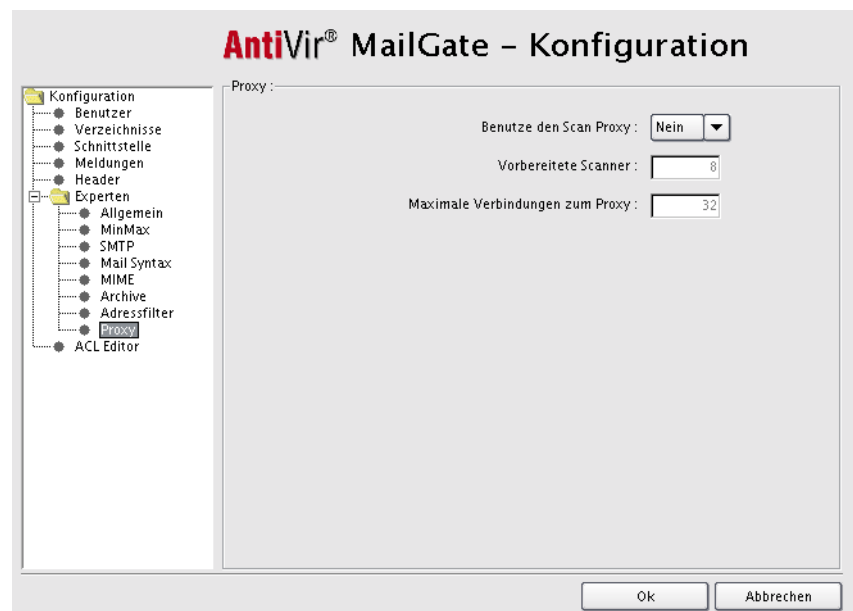 AntiVir® MailGate – Konfiguration
Konfiguration
Benutzer
Verzeichnisse
Schnittstelle
Meldungen
Header
Experten
Allgemein
MinMax
SMTP
Mail Syntax
MIME
Archive
Adressfilter
Proxy
ACL Editor
Proxy :
Benutze den Scan Proxy : Nein
Vorbereitete Scanner : 8
Maximale Verbindungen zum Proxy : 32
Ok Abbrechen